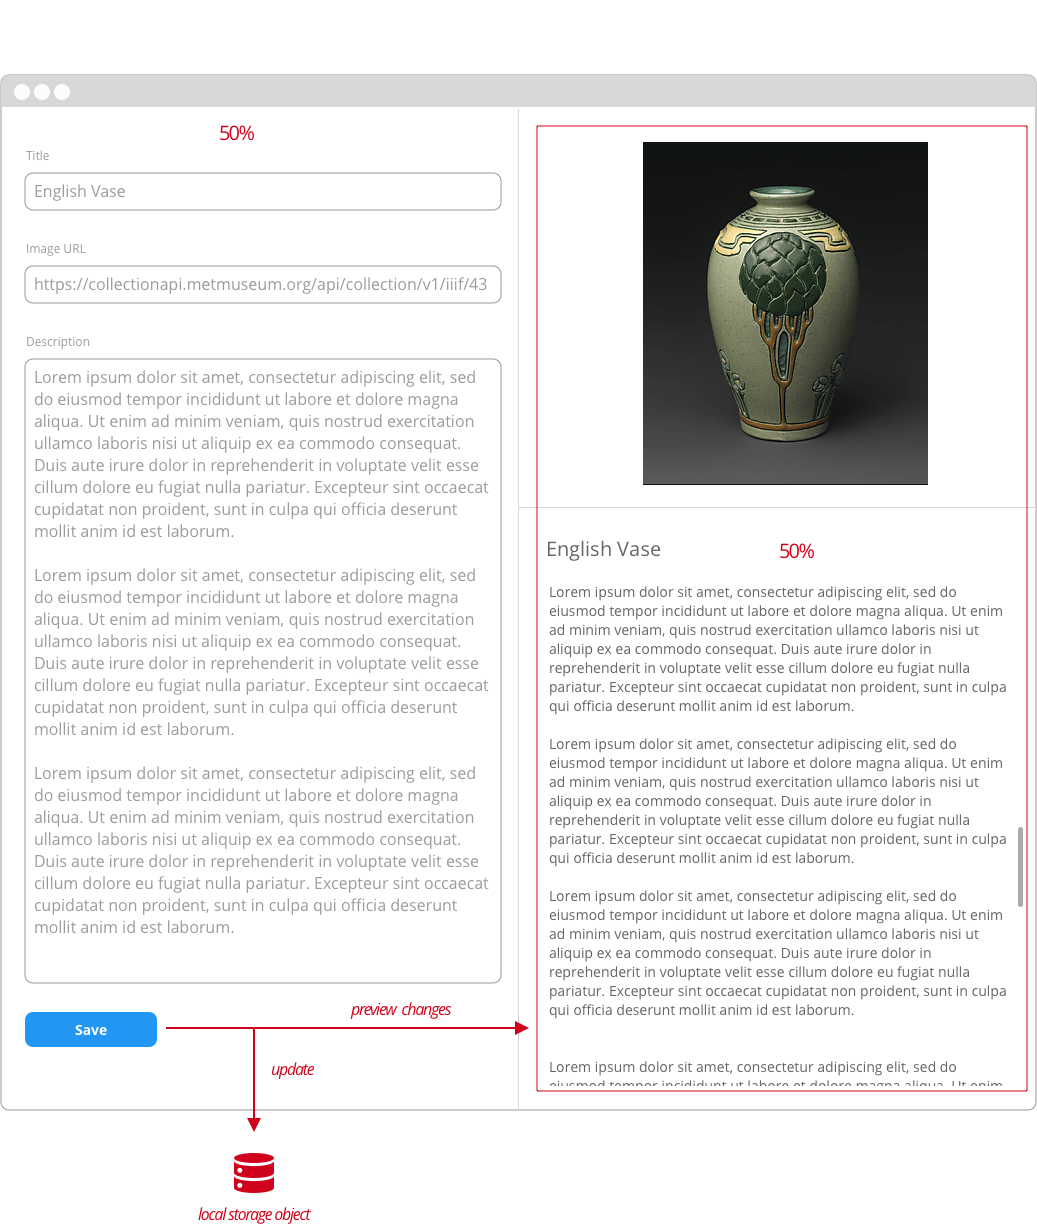 50%
Title
English Vase
Image URL
https://collectionapi.metmuseum.org/api/collection/v1/iiif/43
Description
Lorem ipsum dolor sit amet, consectetur adipiscing elit, sed
do eiusmod tempor incididunt ut labore et dolore magna
aliqua. Ut enim ad minim veniam, quis nostrud exercitation
ullamco laboris nisi ut aliquip ex ea commodo consequat.
Duis aute irure dolor in reprehenderit in voluptate velit esse
cillum dolore eu fugiat nulla pariatur. Excepteur sint occaecat
cupidatat non proident, sunt in culpa qui officia deserunt
mollit anim id est laborum.
Lorem ipsum dolor sit amet, consectetur adipiscing elit, sed
do eiusmod tempor incididunt ut labore et dolore magna
aliqua. Ut enim ad minim veniam, quis nostrud exercitation
ullamco laboris nisi ut aliquip ex ea commodo consequat.
Duis aute irure dolor in reprehenderit in voluptate velit esse
cillum dolore eu fugiat nulla pariatur. Excepteur sint occaecat
cupidatat non proident, sunt in culpa qui officia deserunt
mollit anim id est laborum.
Lorem ipsum dolor sit amet, consectetur adipiscing elit, sed
do eiusmod tempor incididunt ut labore et dolore magna
aliqua. Ut enim ad minim veniam, quis nostrud exercitation
ullamco laboris nisi ut aliquip ex ea commodo consequat.
Duis aute irure dolor in reprehenderit in voluptate velit esse
cillum dolore eu fugiat nulla pariatur. Excepteur sint occaecat
cupidatat non proident, sunt in culpa qui officia deserunt
mollit anim id est laborum.
Save
preview changes
update
local storage object
English Vase
50%
Lorem ipsum dolor sit amet, consectetur adipiscing elit, sed do
eiusmod tempor incididunt ut labore et dolore magna aliqua. Ut enim
ad minim veniam, quis nostrud exercitation ullamco laboris nisi ut
aliquip ex ea commodo consequat. Duis aute irure dolor in
reprehenderit in voluptate velit esse cillum dolore eu fugiat nulla
pariatur. Excepteur sint occaecat cupidatat non proident, sunt in culpa
qui officia deserunt mollit anim id est laborum.
Lorem ipsum dolor sit amet, consectetur adipiscing elit, sed do
eiusmod tempor incididunt ut labore et dolore magna aliqua. Ut enim
ad minim veniam, quis nostrud exercitation ullamco laboris nisi ut
aliquip ex ea commodo consequat. Duis aute irure dolor in
reprehenderit in voluptate velit esse cillum dolore eu fugiat nulla
pariatur. Excepteur sint occaecat cupidatat non proident, sunt in culpa
qui officia deserunt mollit anim id est laborum.
Lorem ipsum dolor sit amet, consectetur adipiscing elit, sed do
eiusmod tempor incididunt ut labore et dolore magna aliqua. Ut enim
ad minim veniam, quis nostrud exercitation ullamco laboris nisi ut
aliquip ex ea commodo consequat. Duis aute irure dolor in
reprehenderit in voluptate velit esse cillum dolore eu fugiat nulla
pariatur. Excepteur sint occaecat cupidatat non proident, sunt in culpa
qui officia deserunt mollit anim id est laborum.
Lorem ipsum dolor sit amet, consectetur adipiscing elit, sed do
eiusmod tempor incididunt ut labore et dolore magna aliqua. Ut enim